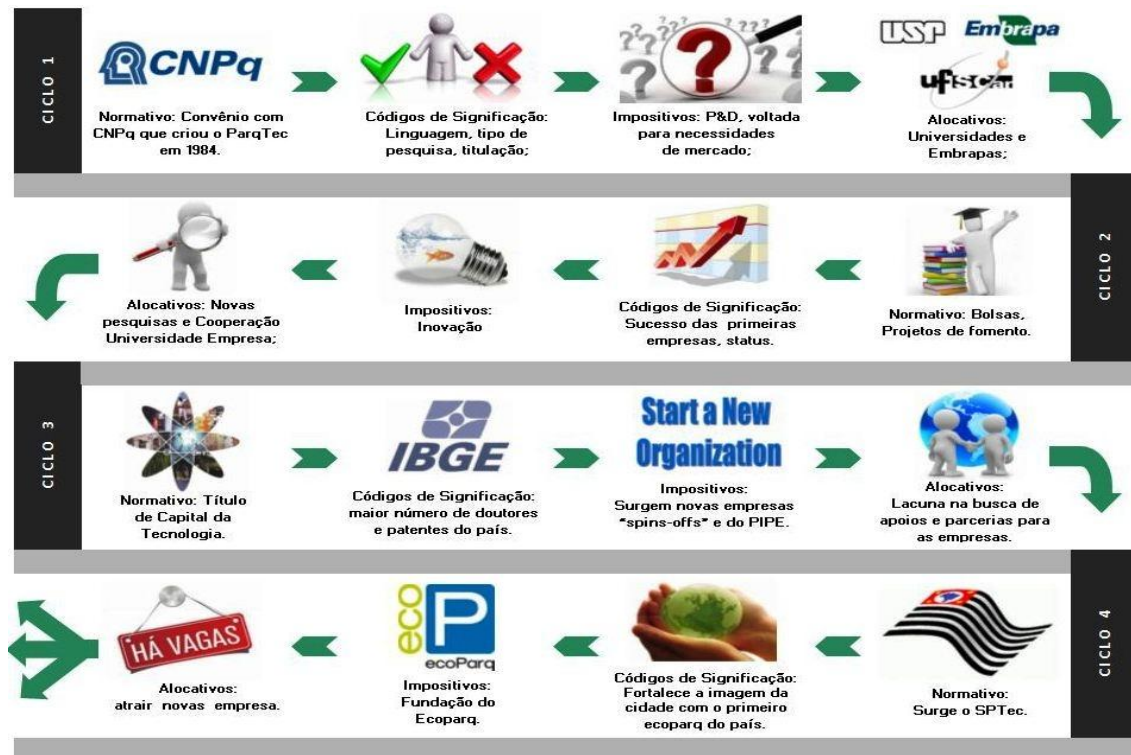 CICLO 1
CNPq
Normativo: Convênio com
CNPq que criou o ParqTec
em 1984.
Códigos de Significação:
Linguagem, tipo de
pesquisa, titulação;
Impositivos: P&D, voltada
para necessidades
de mercado;
USP Embrapa
ufiscar
Alocativos:
Universidades e
Embrapas;
CICLO 2
Normativo: Bolsas,
Projetos de fomento.
Códigos de Significação:
Sucesso das primeiras
empresas, status.
Impositivos:
Inovação
Alocativos: Novas
pesquisas e Cooperação
Universidade Empresa;
CICLO 3
Normativo: Título
de Capital da
Tecnologia.
IBGE
Códigos de Significação:
maior número de doutores
e patentes do país.
Start a New
Organization
Impositivos:
Surgem novas empresas
"spins-offs" e do PIPE.
Alocativos:
Lacuna na busca de
apoios e parcerias para
as empresas.
CICLO 4
Normativo:
Surge o SPTec.
Códigos de Significação:
Fortalece a imagem da
cidade com o primeiro
ecoparq do país.
eco P
ecoParq
Impositivos:
Fundação do
Ecoparq.
HÁ VAGAS
Alocativos:
atrair novas empresa.